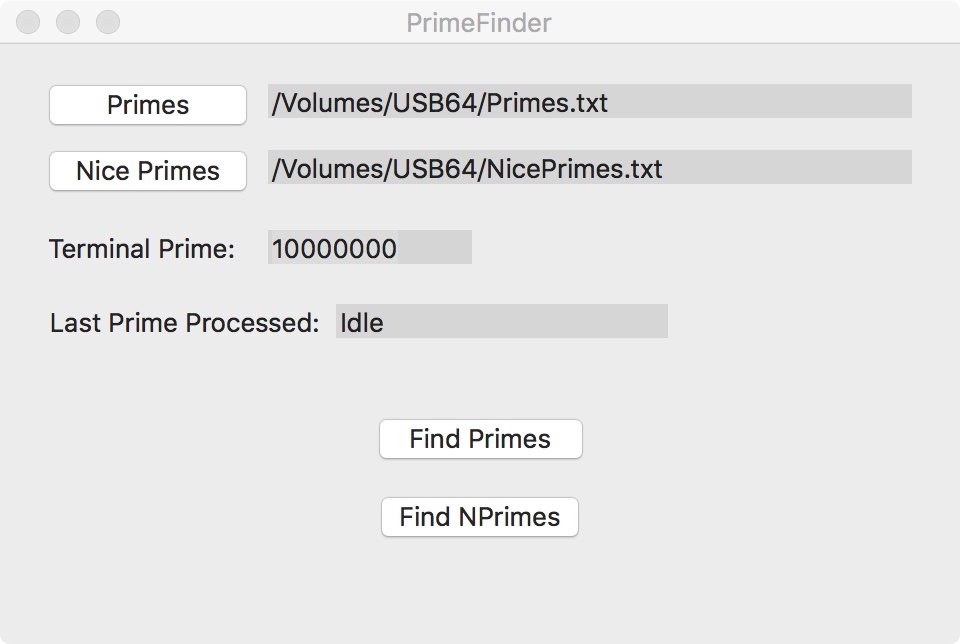 PrimeFinder
Primes /Volumes/USB64/Primes.txt
Nice Primes /Volumes/USB64/NicePrimes.txt
Terminal Prime: 10000000
Last Prime Processed: Idle
Find Primes
Find NPrimes